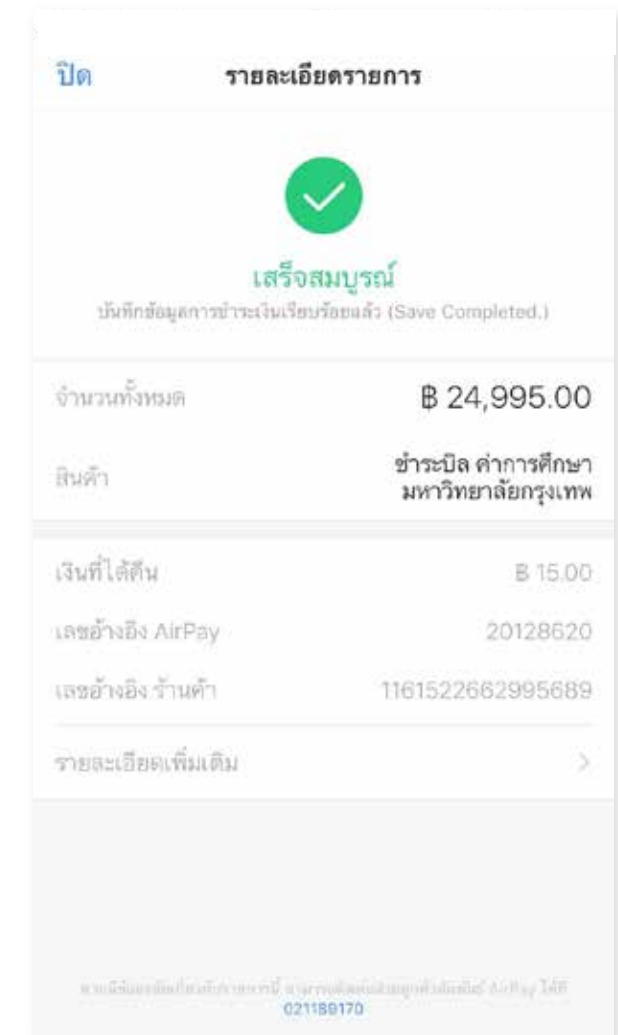 ปิด
รายละเอียดรายการ
เสร็จสมบูรณ์
บันทึกข้อมูลการชำระเงินเรียบร้อยแล้ว (Save Completed.)
จำนวนทั้งหมด
฿ 24,995.00
สินค้า
ชำระบิล ค่าการศึกษา
มหาวิทยาลัยกรุงเทพ
เงินที่ได้คืน
฿ 15.00
เลขอ้างอิง AirPay
20128620
เลขอ้างอิง ร้านค้า
1161522662995689
รายละเอียดเพิ่มเติม
AirPay ได้ที่
021189170